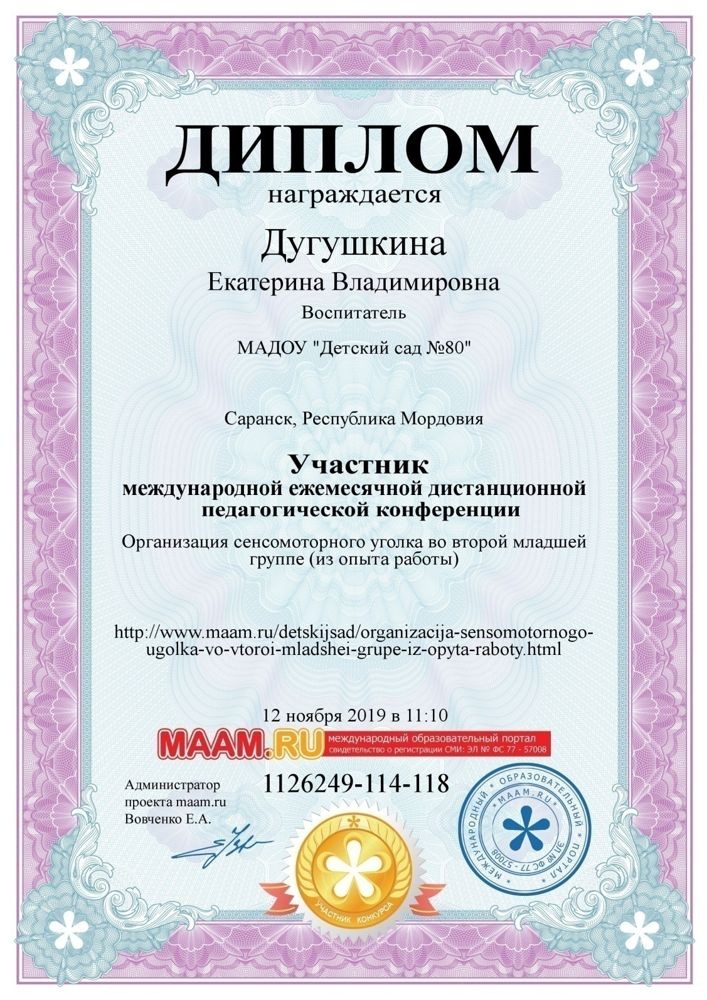 ДИПЛОМ
награждается
Дугушкина
Екатерина Владимировна
Воспитатель
МАДОУ "Детский сад №80"
Саранск, Республика Мордовия
Участник
международной ежемесячной дистанционной
педагогической конференции
Организация сенсомоторного уголка во второй младшей
группе (из опыта работы)
http://www.maam.ru/detskijsad/organizacija-sensomotornogo-
ugolka-vo-vtoroi-mladshei-grupe-iz-opyta-raboty.html
12 ноября 2019 в 11:10
MAAM.RU
международный образовательный портал
свидетельство о регистрации СМИ: ЭЛ № ФС 77 - 57008
1126249-114-118
Администратор
проекта maam.ru
Вовченко Е.А.
УЧАСТНИК КОНКУРСА
* МЕЖДУНАРОДНЫЙ * ОБРАЗОВАТЕЛЬНЫЙ * ПОРТАЛ *
* MAAM.RU *
ЭЛ № ФС 77 - 57008